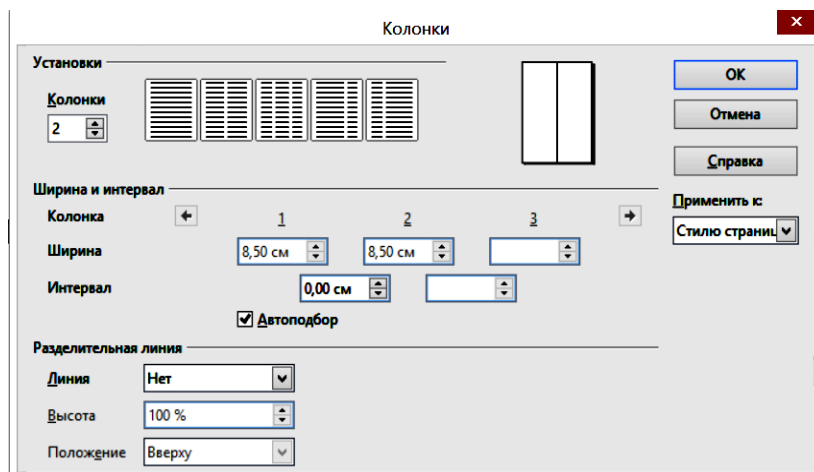 Колонки
Установки
Колонки
2
OK
Отмена
Справка
Применить к:
Стилю страниц
Ширина и интервал
Колонка 1 2 3
Ширина 8,50 см 8,50 см
Интервал 0,00 см
Автоподбор
Разделительная линия
Линия Нет
Высота 100 %
Положение Вверху